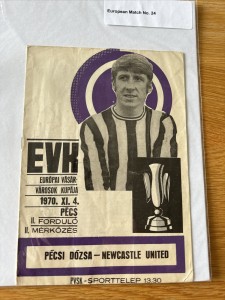 European Match No. 24
EVK
EURÓPAI VÁSÁR-
VÁROSOK KUPÁJA
1970. XI. 4.
PÉCS
II. FORDULÓ
II. MÉRKŐZÉS
PÉCSI DÓZSA—NEWCASTLE UNITED
PVSK-SPORTTELEP 13.30